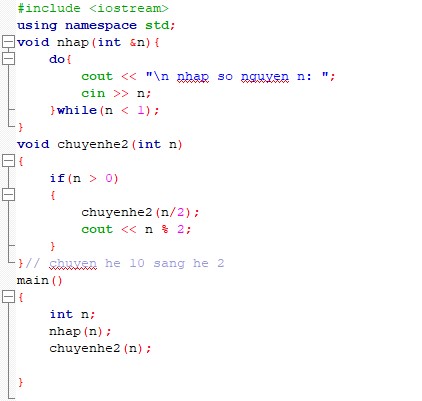 #include <iostream>
using namespace std;
void nhap(int &n){
do{
cout << "\n nhap so nguyen n: ";
cin >> n;
}while(n < 1);
}
void chuyenhe2(int n)
{
if(n > 0)
{
chuyenhe2(n/2);
cout << n % 2;
}
}// chuyen he 10 sang he 2
main()
{
int n;
nhap(n);
chuyenhe2(n);
}